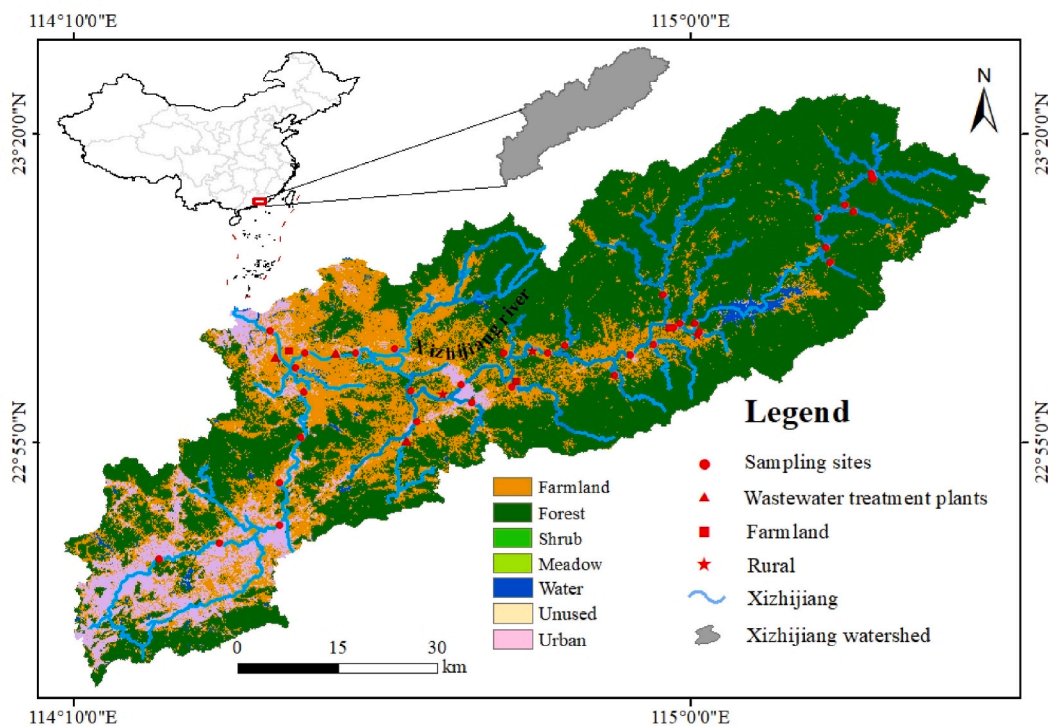 114°10'0"E
115°0'0"E
23°20'0"N
23°20'0"N
N
Xizhijiang river
22°55'0"N
22°55'0"N
Legend
Sampling sites
Wastewater treatment plants
Farmland
Rural
Xizhijiang
Xizhijiang watershed
Farmland
Forest
Shrub
Meadow
Water
Unused
Urban
0 15 30
km
114°10'0"E
115°0'0"E